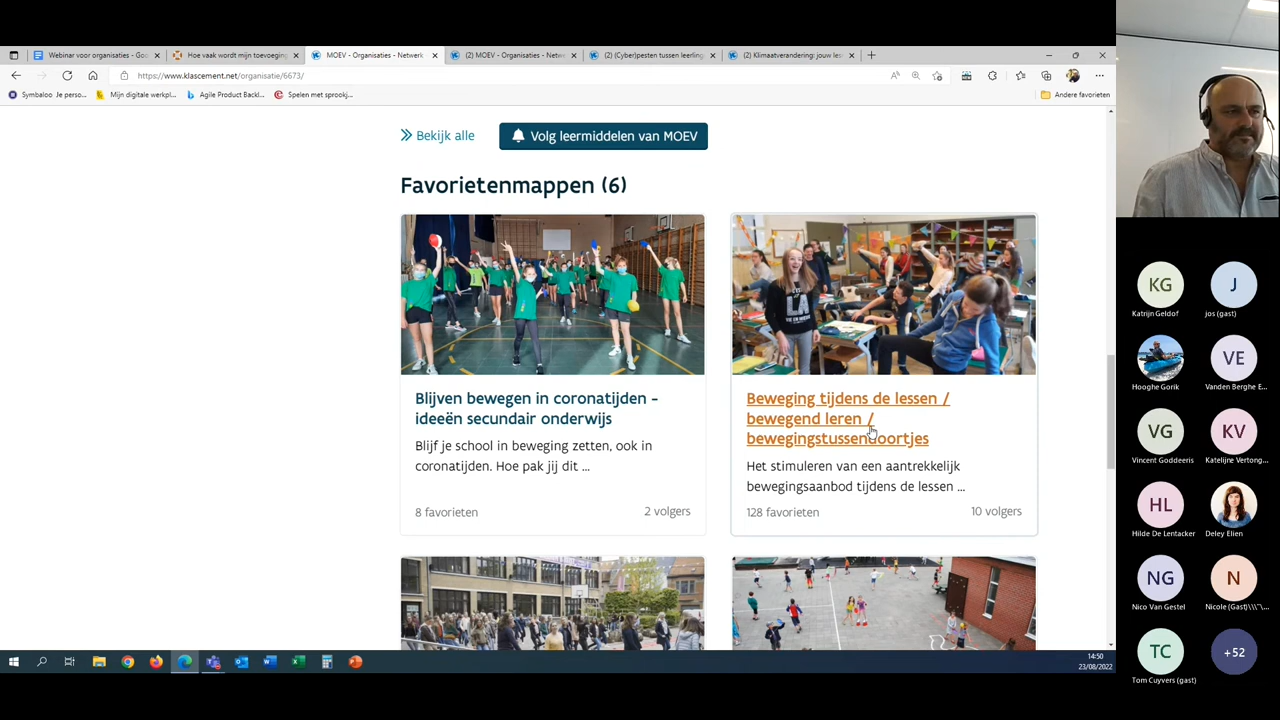 Webinar voor organisaties - Goo
Hoe vaak wordt mijn toevoeging
MOEV - Organisaties - Netwerk
(2) MOEV - Organisaties - Netw
(2) (Cyber)pesten tussen leerling
(2) Klimaatverandering: jouw les
https://www.klascement.net/organisatie/6673/
Symbaloo Je perso...
Mijn digitale werkpl...
Agile Product Backl...
Spelen met sprookj...
Andere favorieten
Bekijk alle
Volg leermiddelen van MOEV
Favorietenmappen (6)
Blijven bewegen in coronatijden -
ideeën secundair onderwijs
Blijf je school in beweging zetten, ook in
coronatijden. Hoe pak jij dit ...
8 favorieten
2 volgers
Beweging tijdens de lessen /
bewegend leren /
bewegingstussendoortjes
Het stimuleren van een aantrekkelijk
bewegingsaanbod tijdens de lessen ...
128 favorieten
10 volgers
14:50
23/08/2022
KG
Katrijn Geldof
J
jos (gast)
Hooghe Gorik
VE
Vanden Berghe E...
VG
Vincent Goddeeris
KV
Katelijne Vertong...
HL
Hilde De Lentacker
Deley Elien
NG
Nico Van Gestel
N
Nicole (Gast)\\\"\...
TC
Tom Cuyvers (gast)
+52